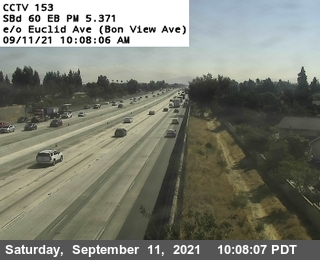 CCTV 153
SBd 60 EB PM 5.371
e/o Euclid Ave (Bon View Ave)
09/11/21 10:08:06 AM
Saturday, September 11, 2021 10:08:07 PDT